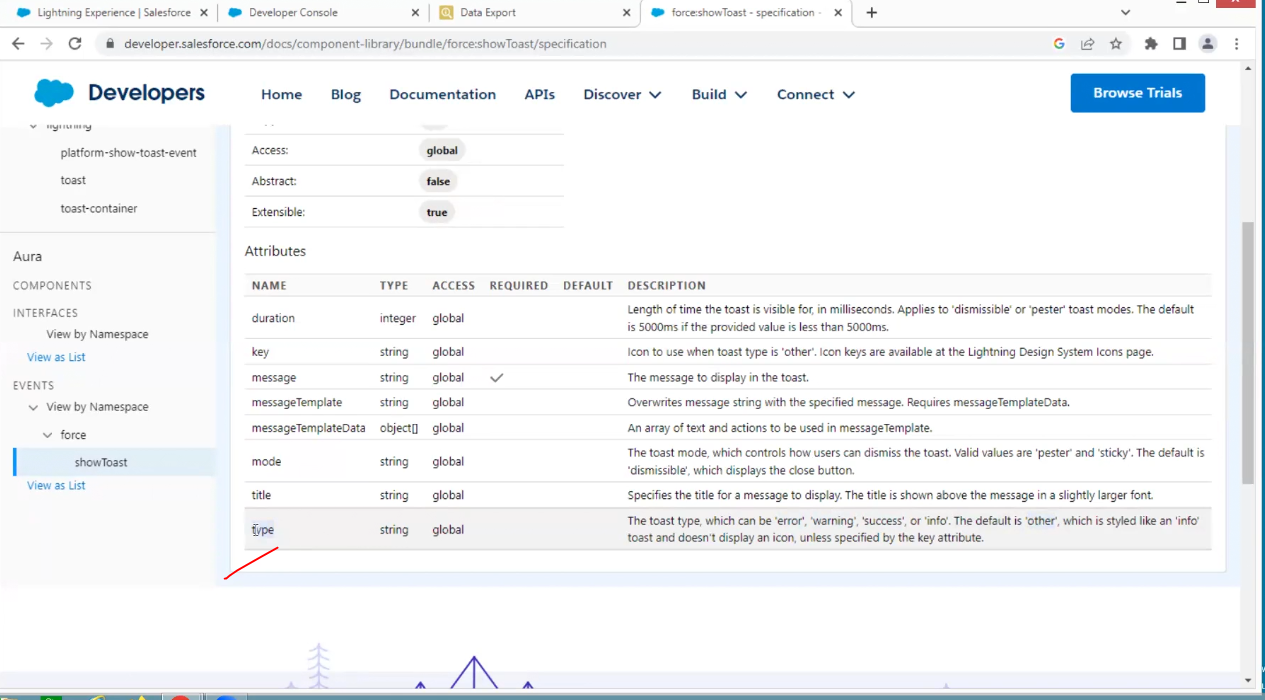 Lightning Experience | Salesforce
Developer Console
Data Export
force:showToast - specification -
developer.salesforce.com/docs/component-library/bundle/force:showToast/specification
Developers
Home
Blog
Documentation
APIs
Discover
Build
Connect
Browse Trials
lightning
platform-show-toast-event
toast
toast-container
Aura
COMPONENTS
INTERFACES
View by Namespace
View as List
EVENTS
View by Namespace
force
showToast
View as List
Access: global
Abstract: false
Extensible: true
Attributes
NAME TYPE ACCESS REQUIRED DEFAULT DESCRIPTION
duration integer global Length of time the toast is visible for, in milliseconds. Applies to 'dismissible' or 'pester' toast modes. The default
is 5000ms if the provided value is less than 5000ms.
key string global Icon to use when toast type is 'other'. Icon keys are available at the Lightning Design System Icons page.
message string global ✓ The message to display in the toast.
messageTemplate string global Overwrites message string with the specified message. Requires messageTemplateData.
messageTemplateData object[] global An array of text and actions to be used in messageTemplate.
mode string global The toast mode, which controls how users can dismiss the toast. Valid values are 'pester' and 'sticky'. The default is
'dismissible', which displays the close button.
title string global Specifies the title for a message to display. The title is shown above the message in a slightly larger font.
type string global The toast type, which can be 'error', 'warning', 'success', or 'info'. The default is 'other', which is styled like an 'info'
toast and doesn't display an icon, unless specified by the key attribute.